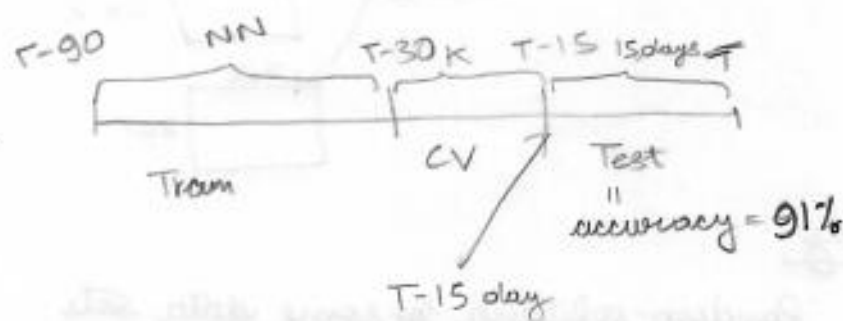 T-90 NN T-30 K T-15 15days T
Train CV Test
"
accuracy = 91%
T-15 day